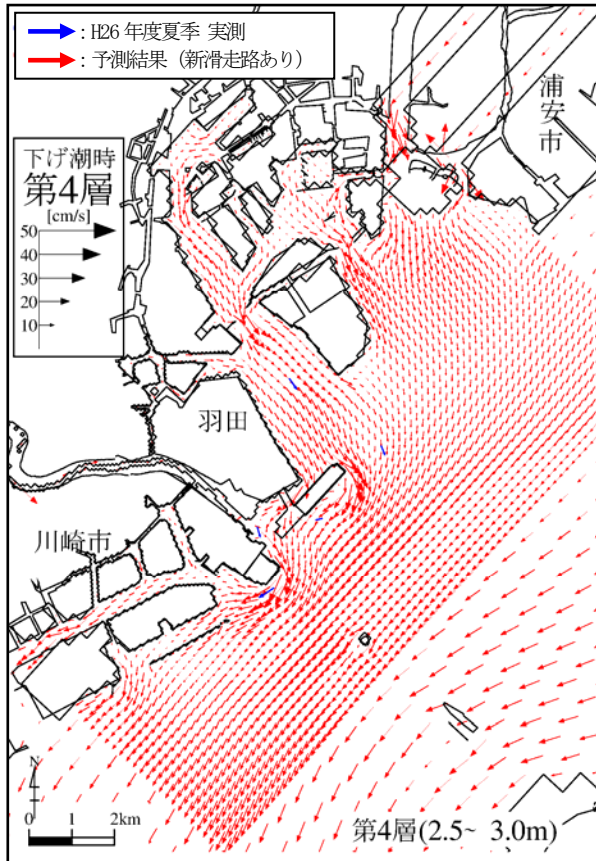 : H26 年度夏季 実測
: 予測結果（新滑走路あり）
浦安市
下げ潮時
第4層
[cm/s]
50
40
30
20
10
羽田
川崎市
N
0 1 2km
第4層(2.5~ 3.0m)